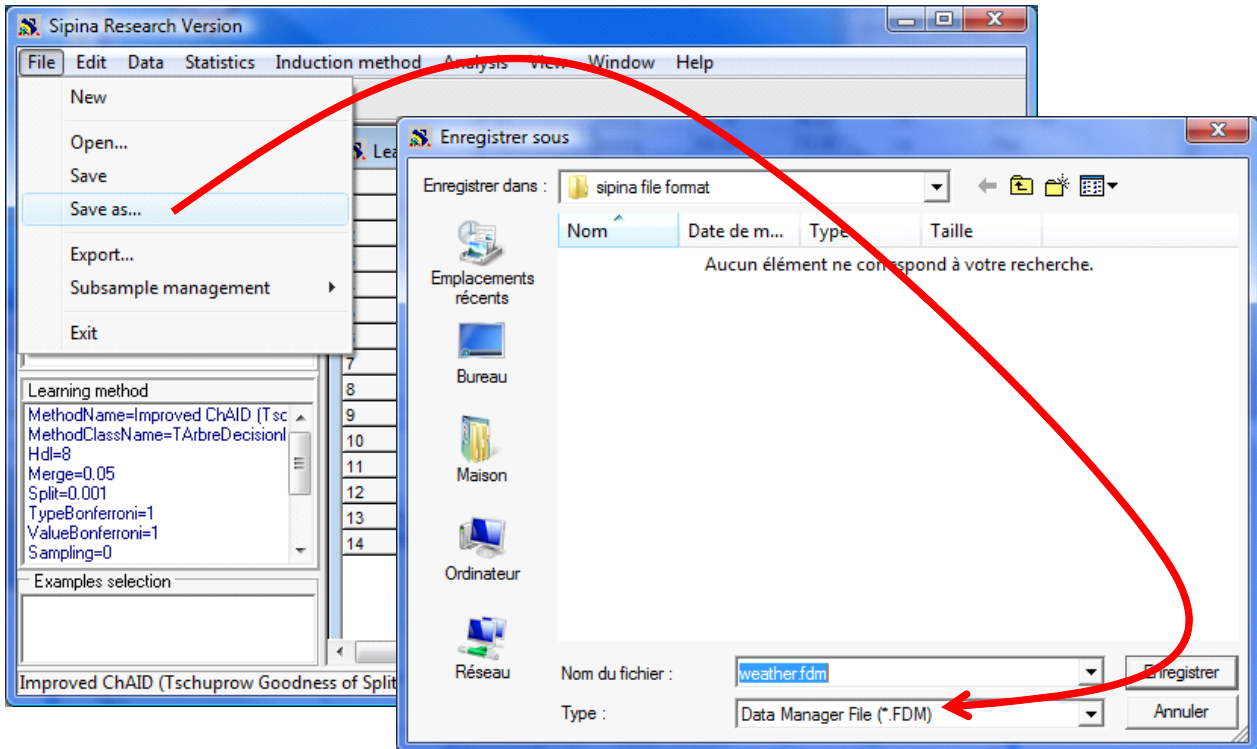 Sipina Research Version
File Edit Data Statistics Induction method Analysis View Window Help
New
Open...
Save
Save as...
Export...
Subsample management
Exit
Learning method
MethodName=Improved ChAID (Tsc
MethodClassName=TArbreDecisionI
Hdl=8
Merge=0.05
Split=0.001
TypeBonferroni=1
ValueBonferroni=1
Sampling=0
Examples selection
Improved ChAID (Tschuprow Goodness of Split
Lea
7
8
9
10
11
12
13
14
Enregistrer sous
Enregistrer dans : sipina file format
Nom Date de m... Type Taille
Aucun élément ne correspond à votre recherche.
Emplacements
récents
Bureau
Maison
Ordinateur
Réseau
Nom du fichier : weather.fdm Enregistrer
Type : Data Manager File (*.FDM) Annuler